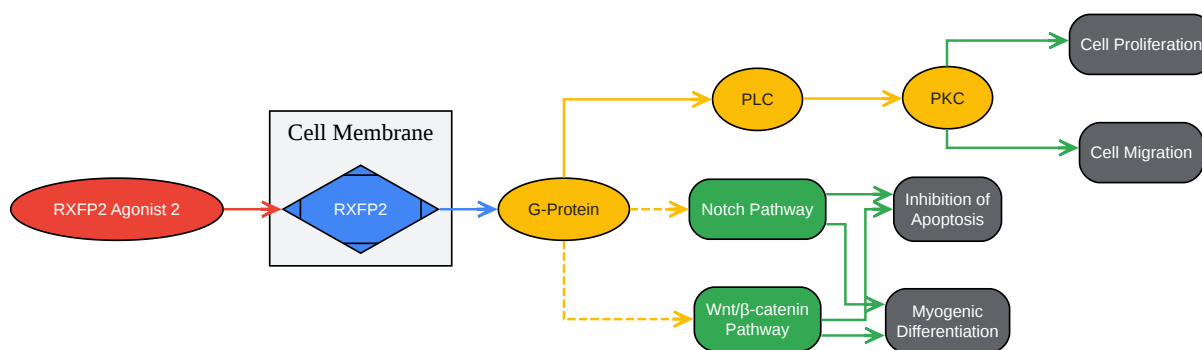 Cell Proliferation
PLC
PKC
Cell Membrane
Cell Migration
RXFP2 Agonist 2
RXFP2
G-Protein
Notch Pathway
Inhibition of
Apoptosis
Wnt/β-catenin
Pathway
Myogenic
Differentiation